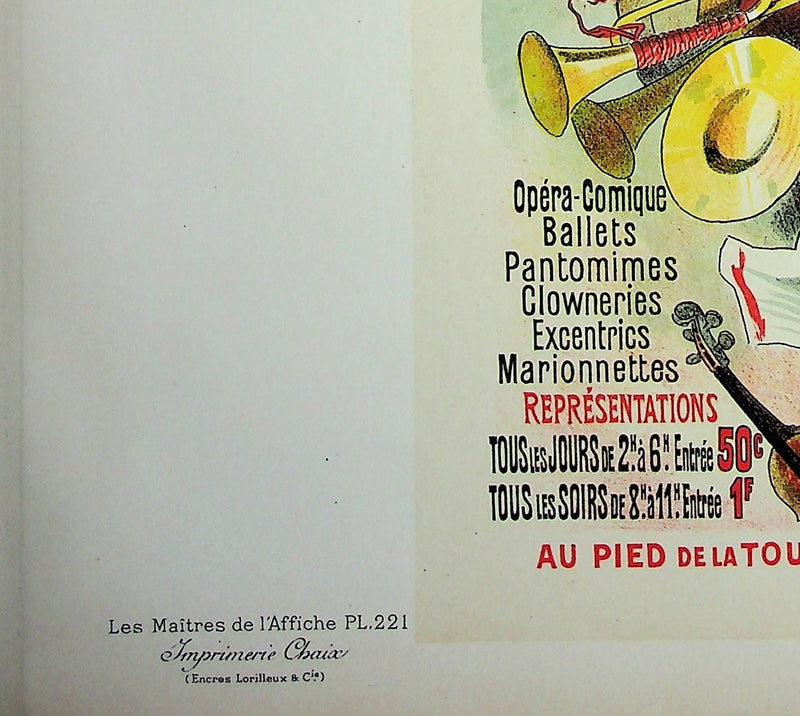 Opéra-Comique
Ballets
Pantomimes
Clowneries
Excentrics
Marionnettes
REPRÉSENTATIONS
TOUS LES JOURS DE 2H. à 6H. Entrée 50c
TOUS LES SOIRS DE 8H. à 11H. Entrée 1F
AU PIED DE LA TOU
Les Maîtres de l'Affiche PL.221
Imprimerie Chaix
(Encres Lorilleux & Cie)